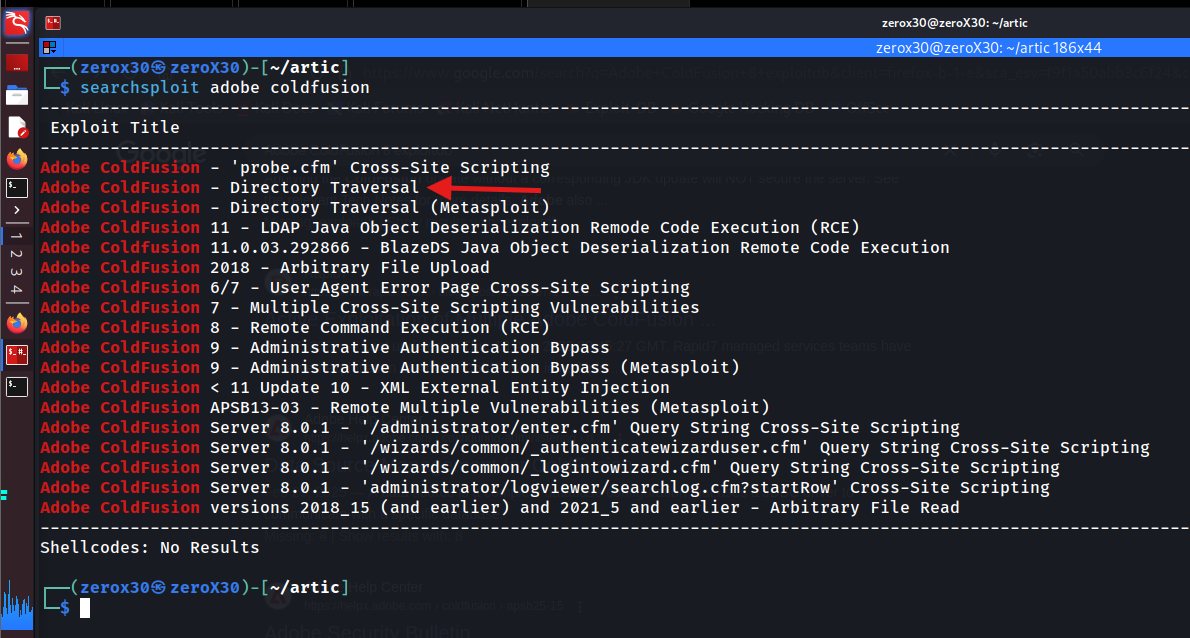 zerox30@zeroX30: ~/artic
zerox30@zeroX30: ~/artic 186x44
┌──(zerox30㉿zeroX30)-[~/artic]
└─$ searchsploit adobe coldfusion
Exploit Title
Adobe ColdFusion - 'probe.cfm' Cross-Site Scripting
Adobe ColdFusion - Directory Traversal
Adobe ColdFusion - Directory Traversal (Metasploit)
Adobe ColdFusion 11 - LDAP Java Object Deserialization Remode Code Execution (RCE)
Adobe ColdFusion 11.0.03.292866 - BlazeDS Java Object Deserialization Remote Code Execution
Adobe ColdFusion 2018 - Arbitrary File Upload
Adobe ColdFusion 6/7 - User_Agent Error Page Cross-Site Scripting
Adobe ColdFusion 7 - Multiple Cross-Site Scripting Vulnerabilities
Adobe ColdFusion 8 - Remote Command Execution (RCE)
Adobe ColdFusion 9 - Administrative Authentication Bypass
Adobe ColdFusion 9 - Administrative Authentication Bypass (Metasploit)
Adobe ColdFusion < 11 Update 10 - XML External Entity Injection
Adobe ColdFusion APSB13-03 - Remote Multiple Vulnerabilities (Metasploit)
Adobe ColdFusion Server 8.0.1 - '/administrator/enter.cfm' Query String Cross-Site Scripting
Adobe ColdFusion Server 8.0.1 - '/wizards/common/_authenticatewizarduser.cfm' Query String Cross-Site Scripting
Adobe ColdFusion Server 8.0.1 - '/wizards/common/_logintowizard.cfm' Query String Cross-Site Scripting
Adobe ColdFusion Server 8.0.1 - 'administrator/logviewer/searchlog.cfm?startRow' Cross-Site Scripting
Adobe ColdFusion versions 2018_15 (and earlier) and 2021_5 and earlier - Arbitrary File Read
Shellcodes: No Results
┌──(zerox30㉿zeroX30)-[~/artic]
└─$
1
2
3
4